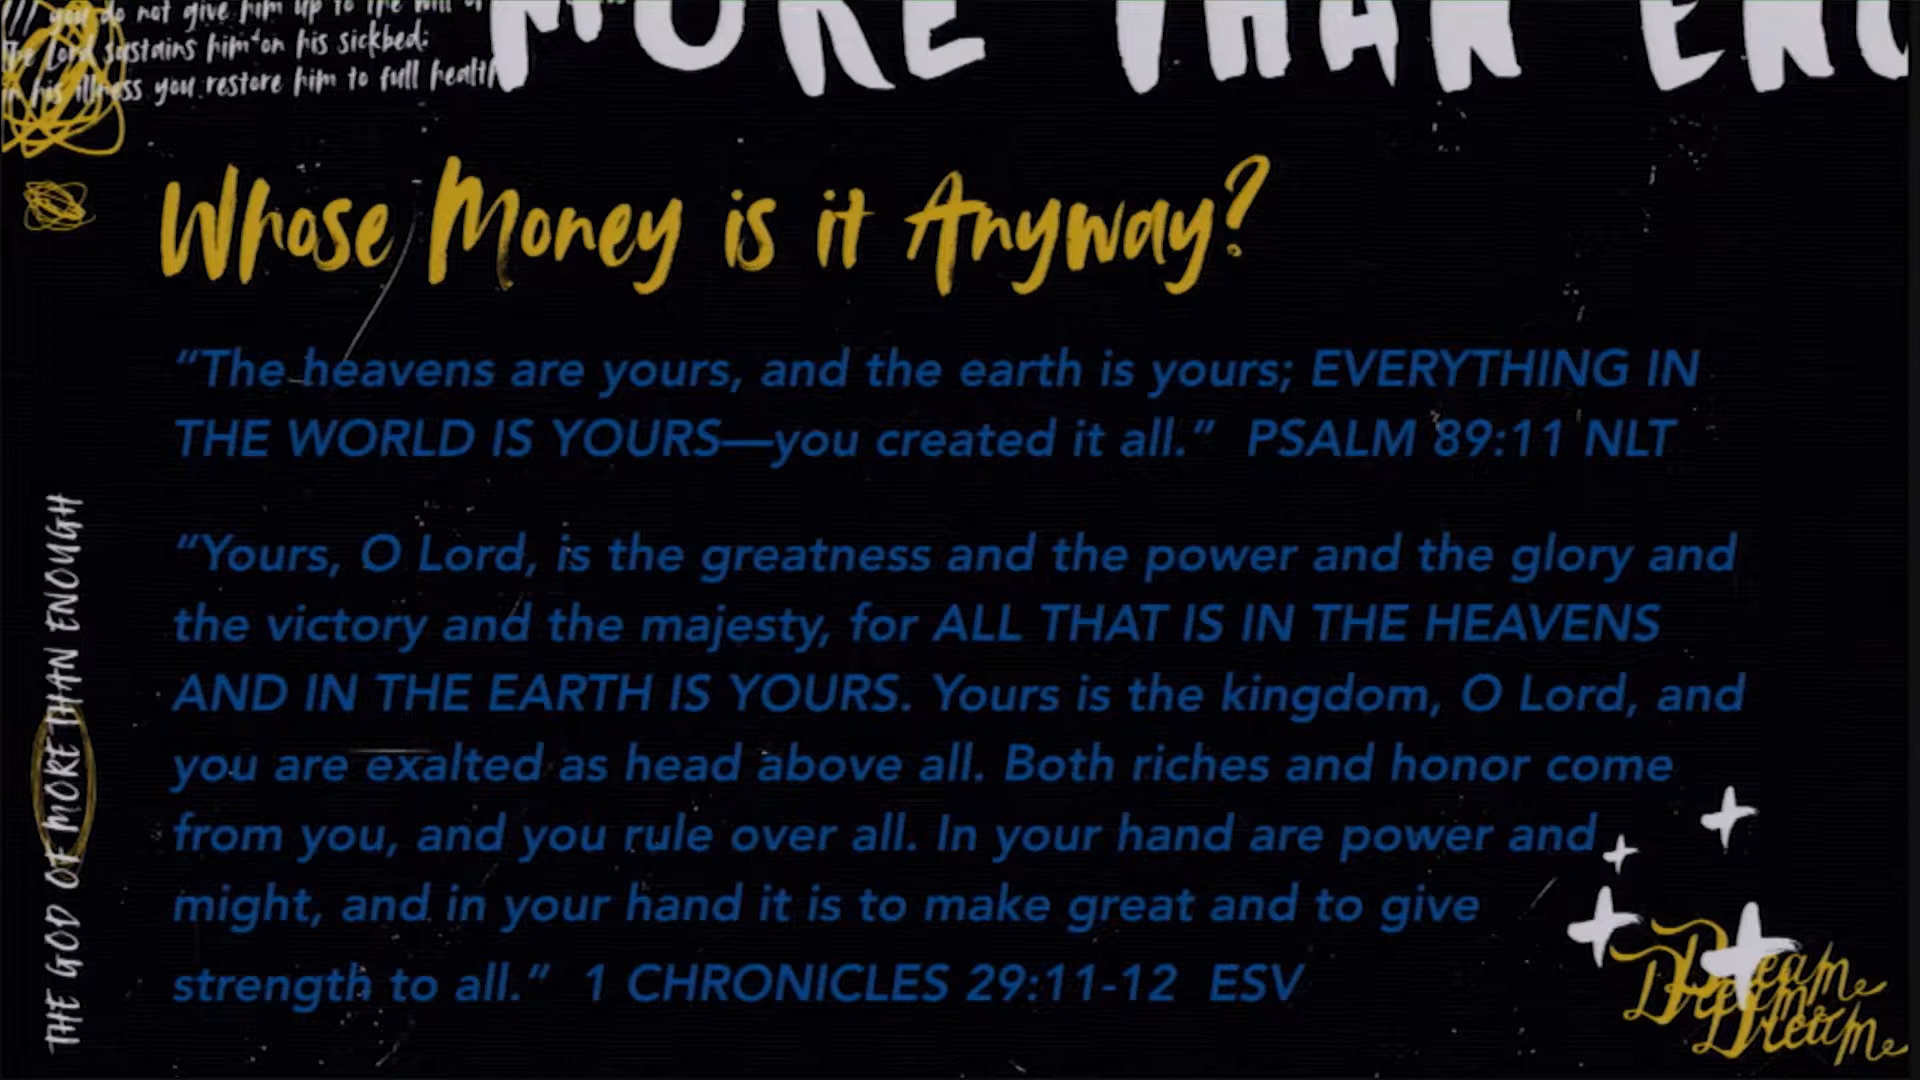 you do not give him up to the will of
The Lord sustains him on his sickbed;
in his illness you restore him to full health
MORE THAN
Whose Money is it Anyway?
“The heavens are yours, and the earth is yours; EVERYTHING IN
THE WORLD IS YOURS—you created it all.” PSALM 89:11 NLT
“Yours, O Lord, is the greatness and the power and the glory and
the victory and the majesty, for ALL THAT IS IN THE HEAVENS
AND IN THE EARTH IS YOURS. Yours is the kingdom, O Lord, and
you are exalted as head above all. Both riches and honor come
from you, and you rule over all. In your hand are power and
might, and in your hand it is to make great and to give
strength to all.” 1 CHRONICLES 29:11-12 ESV
THE GOD OF MORE THAN ENOUGH
Dream
Dream
Dream